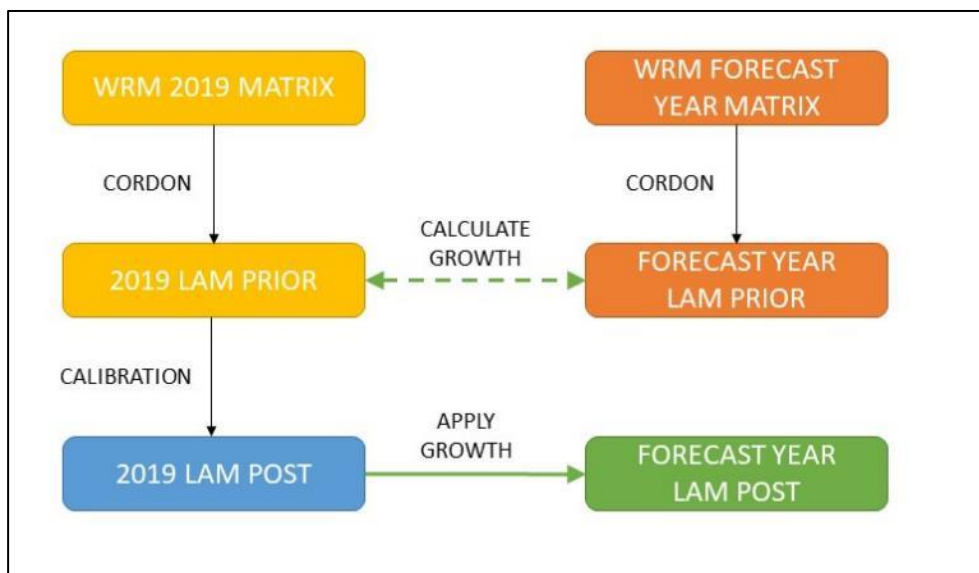 WRM 2019 MATRIX
WRM FORECAST
YEAR MATRIX
CORDON
CORDON
CALCULATE
GROWTH
2019 LAM PRIOR
FORECAST YEAR
LAM PRIOR
CALIBRATION
APPLY
GROWTH
2019 LAM POST
FORECAST YEAR
LAM POST